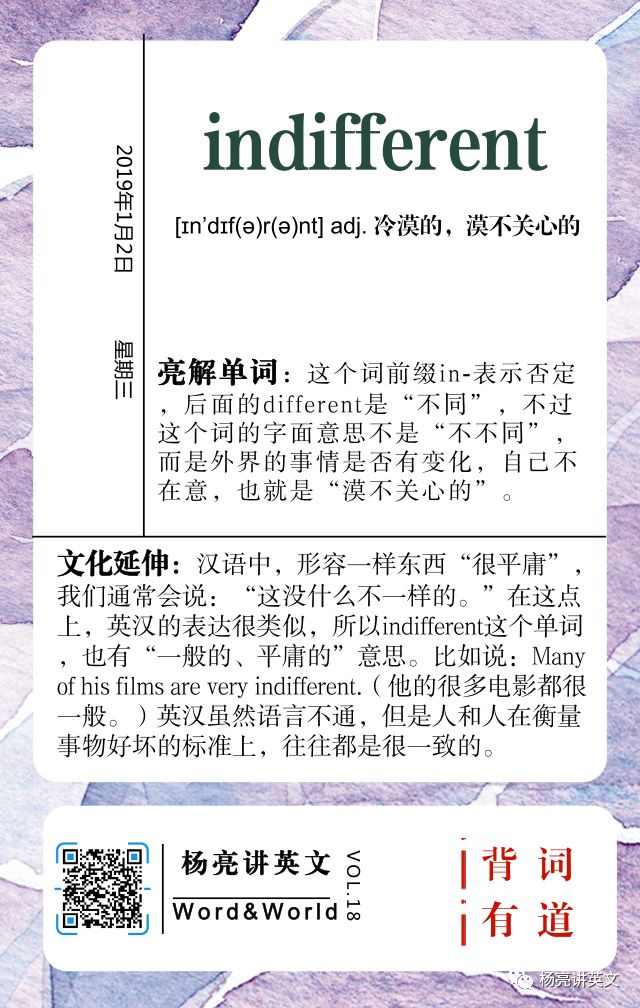 indifferent
[ɪn'dɪf(ə)r(ə)nt] adj. 冷漠的，漠不关心的
2019年1月2日
星期三
亮解单词：这个词前缀in-表示否定
，后面的different是“不同”，不过
这个词的字面意思不是“不不同”，
而是外界的事情是否有变化，自己不
在意，也就是“漠不关心的”。
文化延伸：汉语中，形容一样东西“很平庸”，
我们通常会说：“这没什么不一样的。”在这点
上，英汉的表达很类似，所以indifferent这个单词
，也有“一般的、平庸的”意思。比如说：Many
of his films are very indifferent.（他的很多电影都很
一般。）英汉虽然语言不通，但是人和人在衡量
事物好坏的标准上，往往都是很一致的。
杨亮讲英文
Word&World
VOL.18
背词
有道
杨亮讲英文